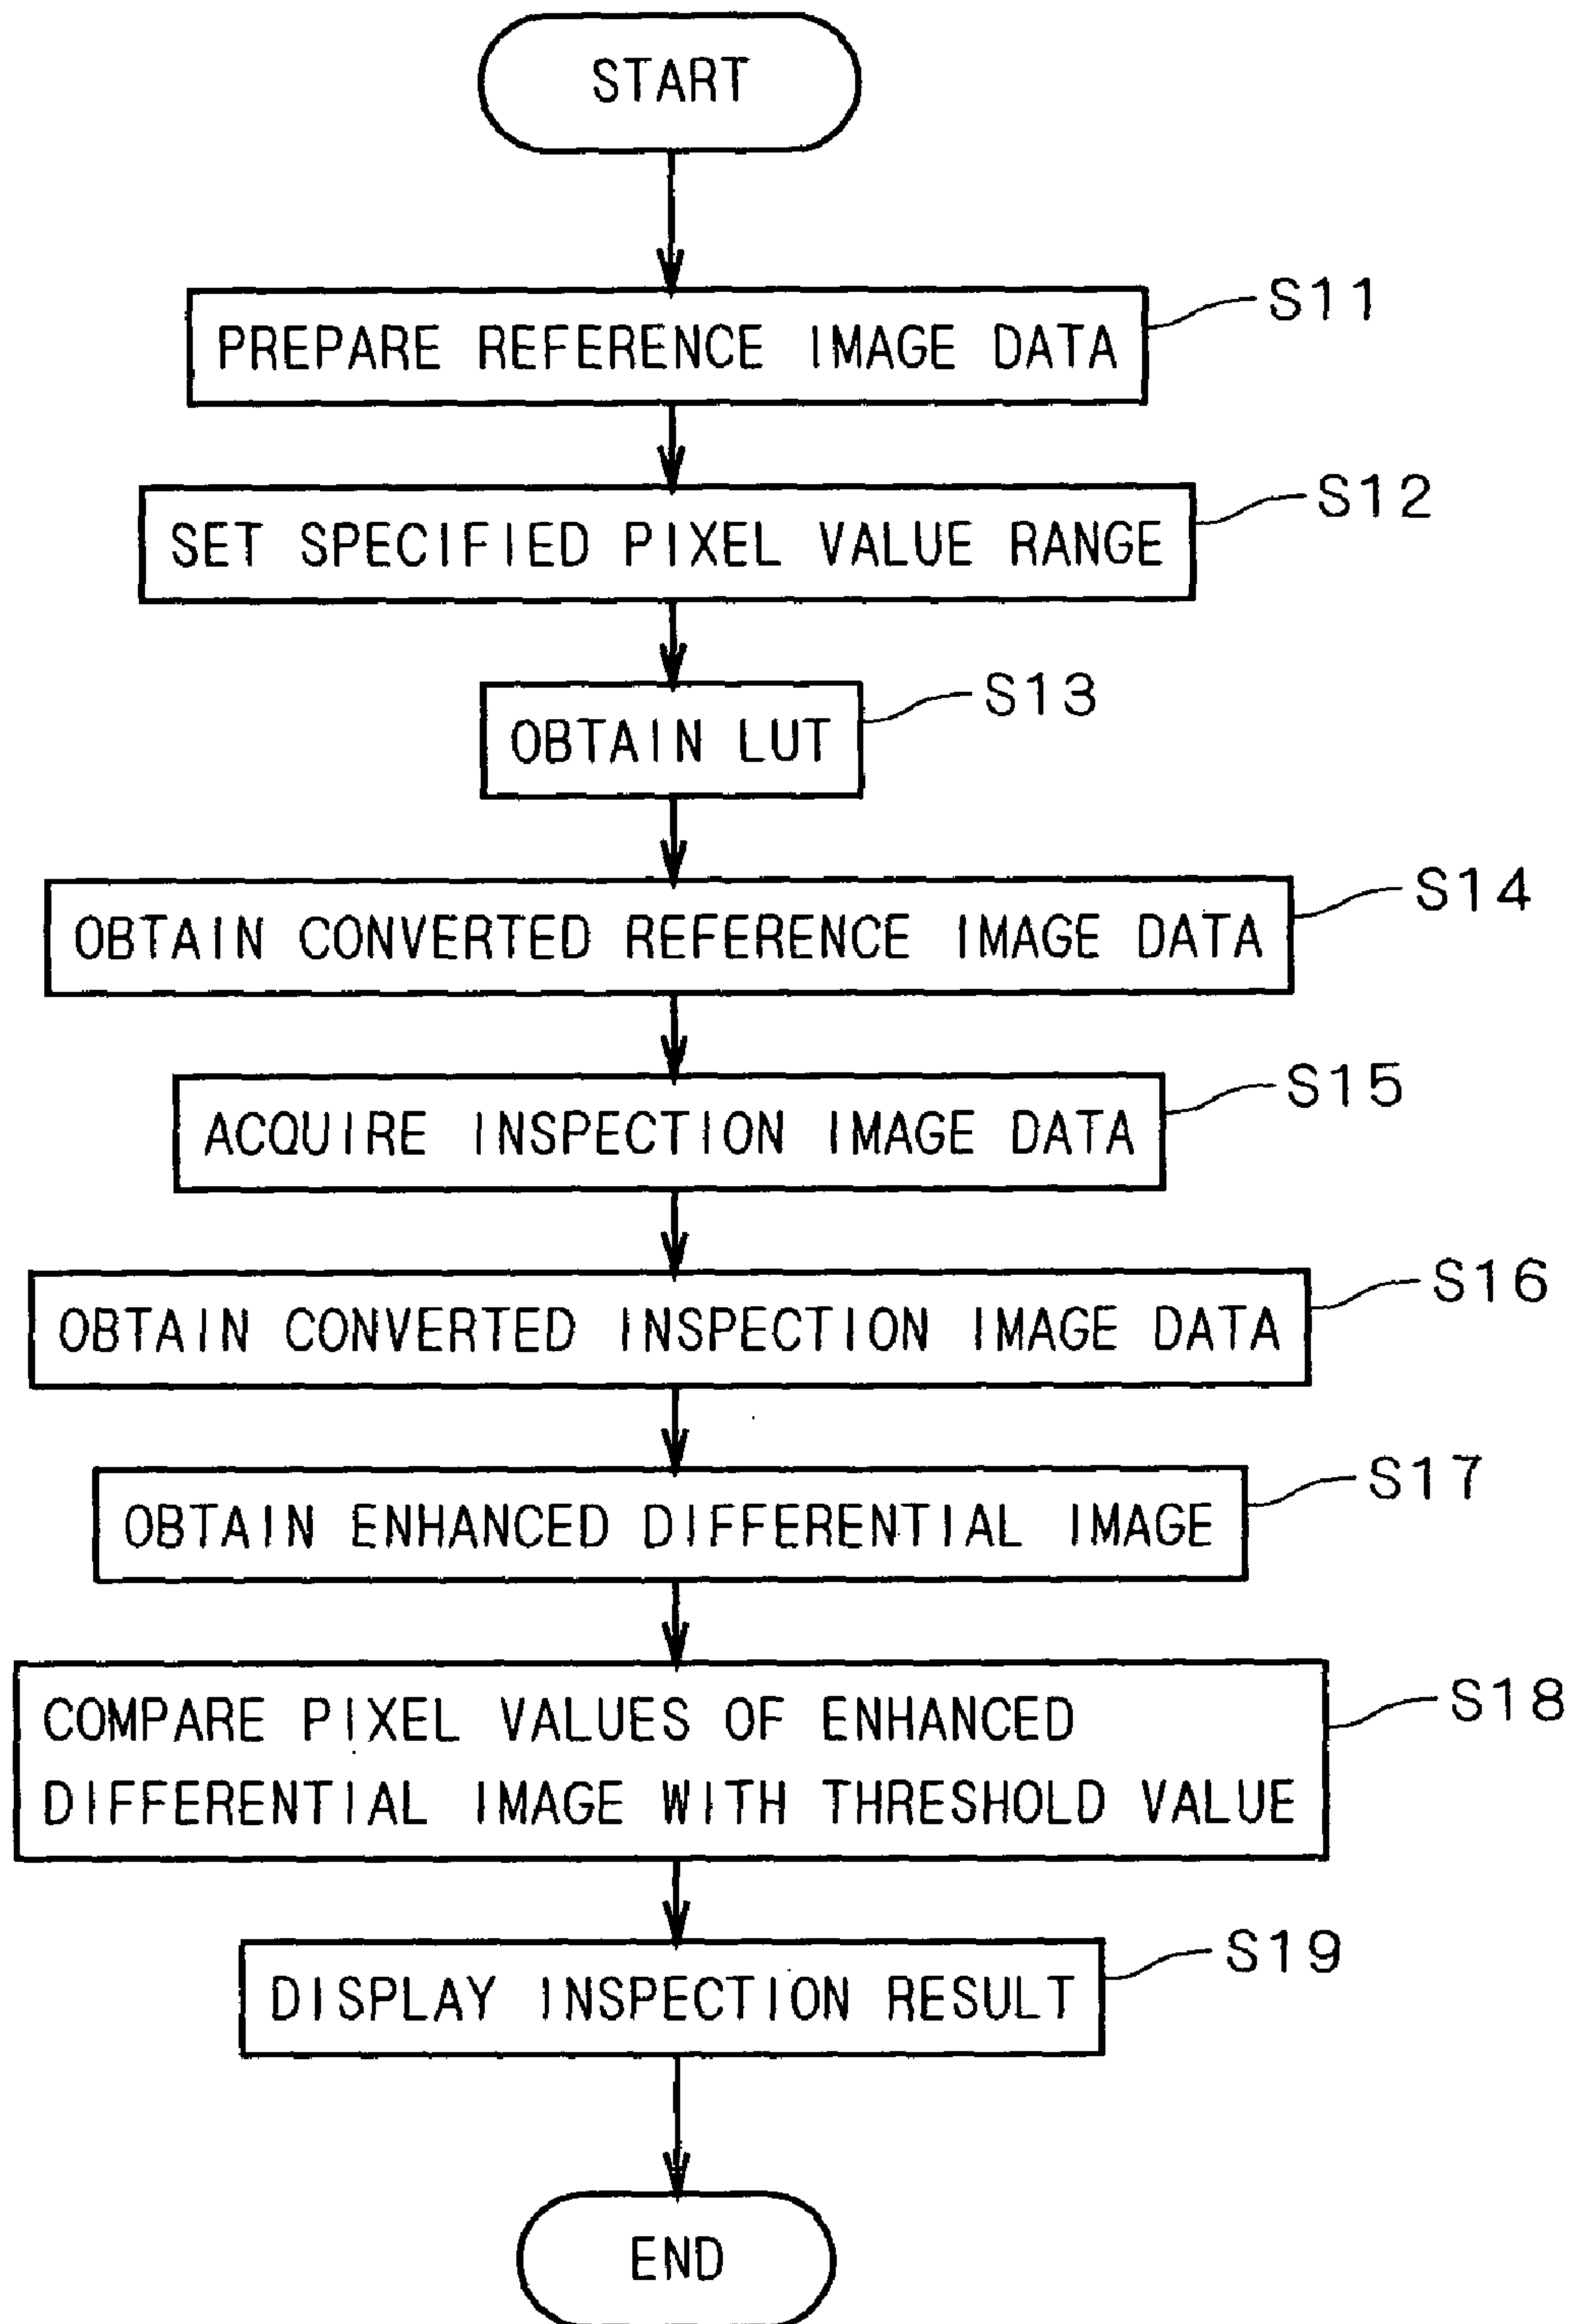 START
S11
PREPARE REFERENCE IMAGE DATA
S12
SET SPECIFIED PIXEL VALUE RANGE
S13
OBTAIN LUT
S14
OBTAIN CONVERTED REFERENCE IMAGE DATA
S15
ACQUIRE INSPECTION IMAGE DATA
S16
OBTAIN CONVERTED INSPECTION IMAGE DATA
S17
OBTAIN ENHANCED DIFFERENTIAL IMAGE
S18
COMPARE PIXEL VALUES OF ENHANCED
DIFFERENTIAL IMAGE WITH THRESHOLD VALUE
S19
DISPLAY INSPECTION RESULT
END